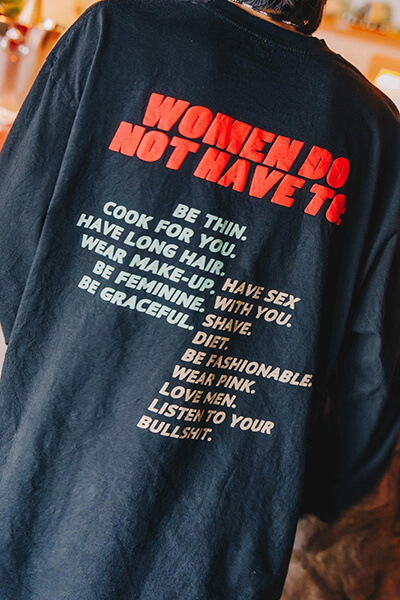 WOMEN DO
NOT HAVE TO:
BE THIN.
COOK FOR YOU.
HAVE LONG HAIR.
WEAR MAKE-UP.
BE FEMININE.
BE GRACEFUL.
HAVE SEX
WITH YOU.
SHAVE.
DIET.
BE FASHIONABLE.
WEAR PINK.
LOVE MEN.
LISTEN TO YOUR
BULLSHIT.